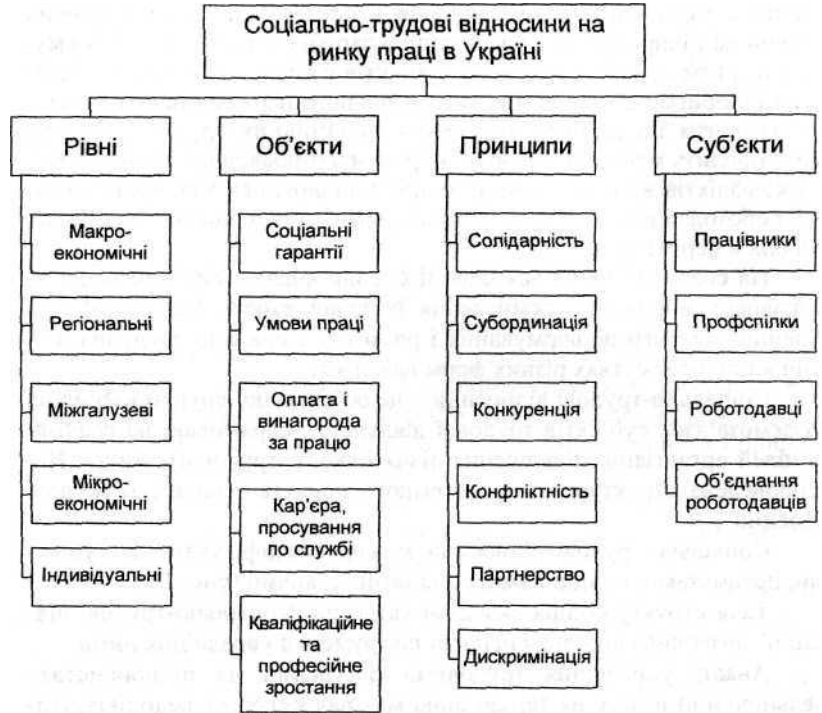 Соціально-трудові відносини на
ринку праці в Україні
Рівні
Макро-
економічні
Регіональні
Міжгалузеві
Мікро-
економічні
Індивідуальні
Об'єкти
Соціальні
гарантії
Умови праці
Оплата і
винагорода
за працю
Кар'єра,
просування
по службі
Кваліфікаційне
та
професійне
зростання
Принципи
Солідарність
Субординація
Конкуренція
Конфліктність
Партнерство
Дискримінація
Суб'єкти
Працівники
Профспілки
Роботодавці
Об'єднання
роботодавців